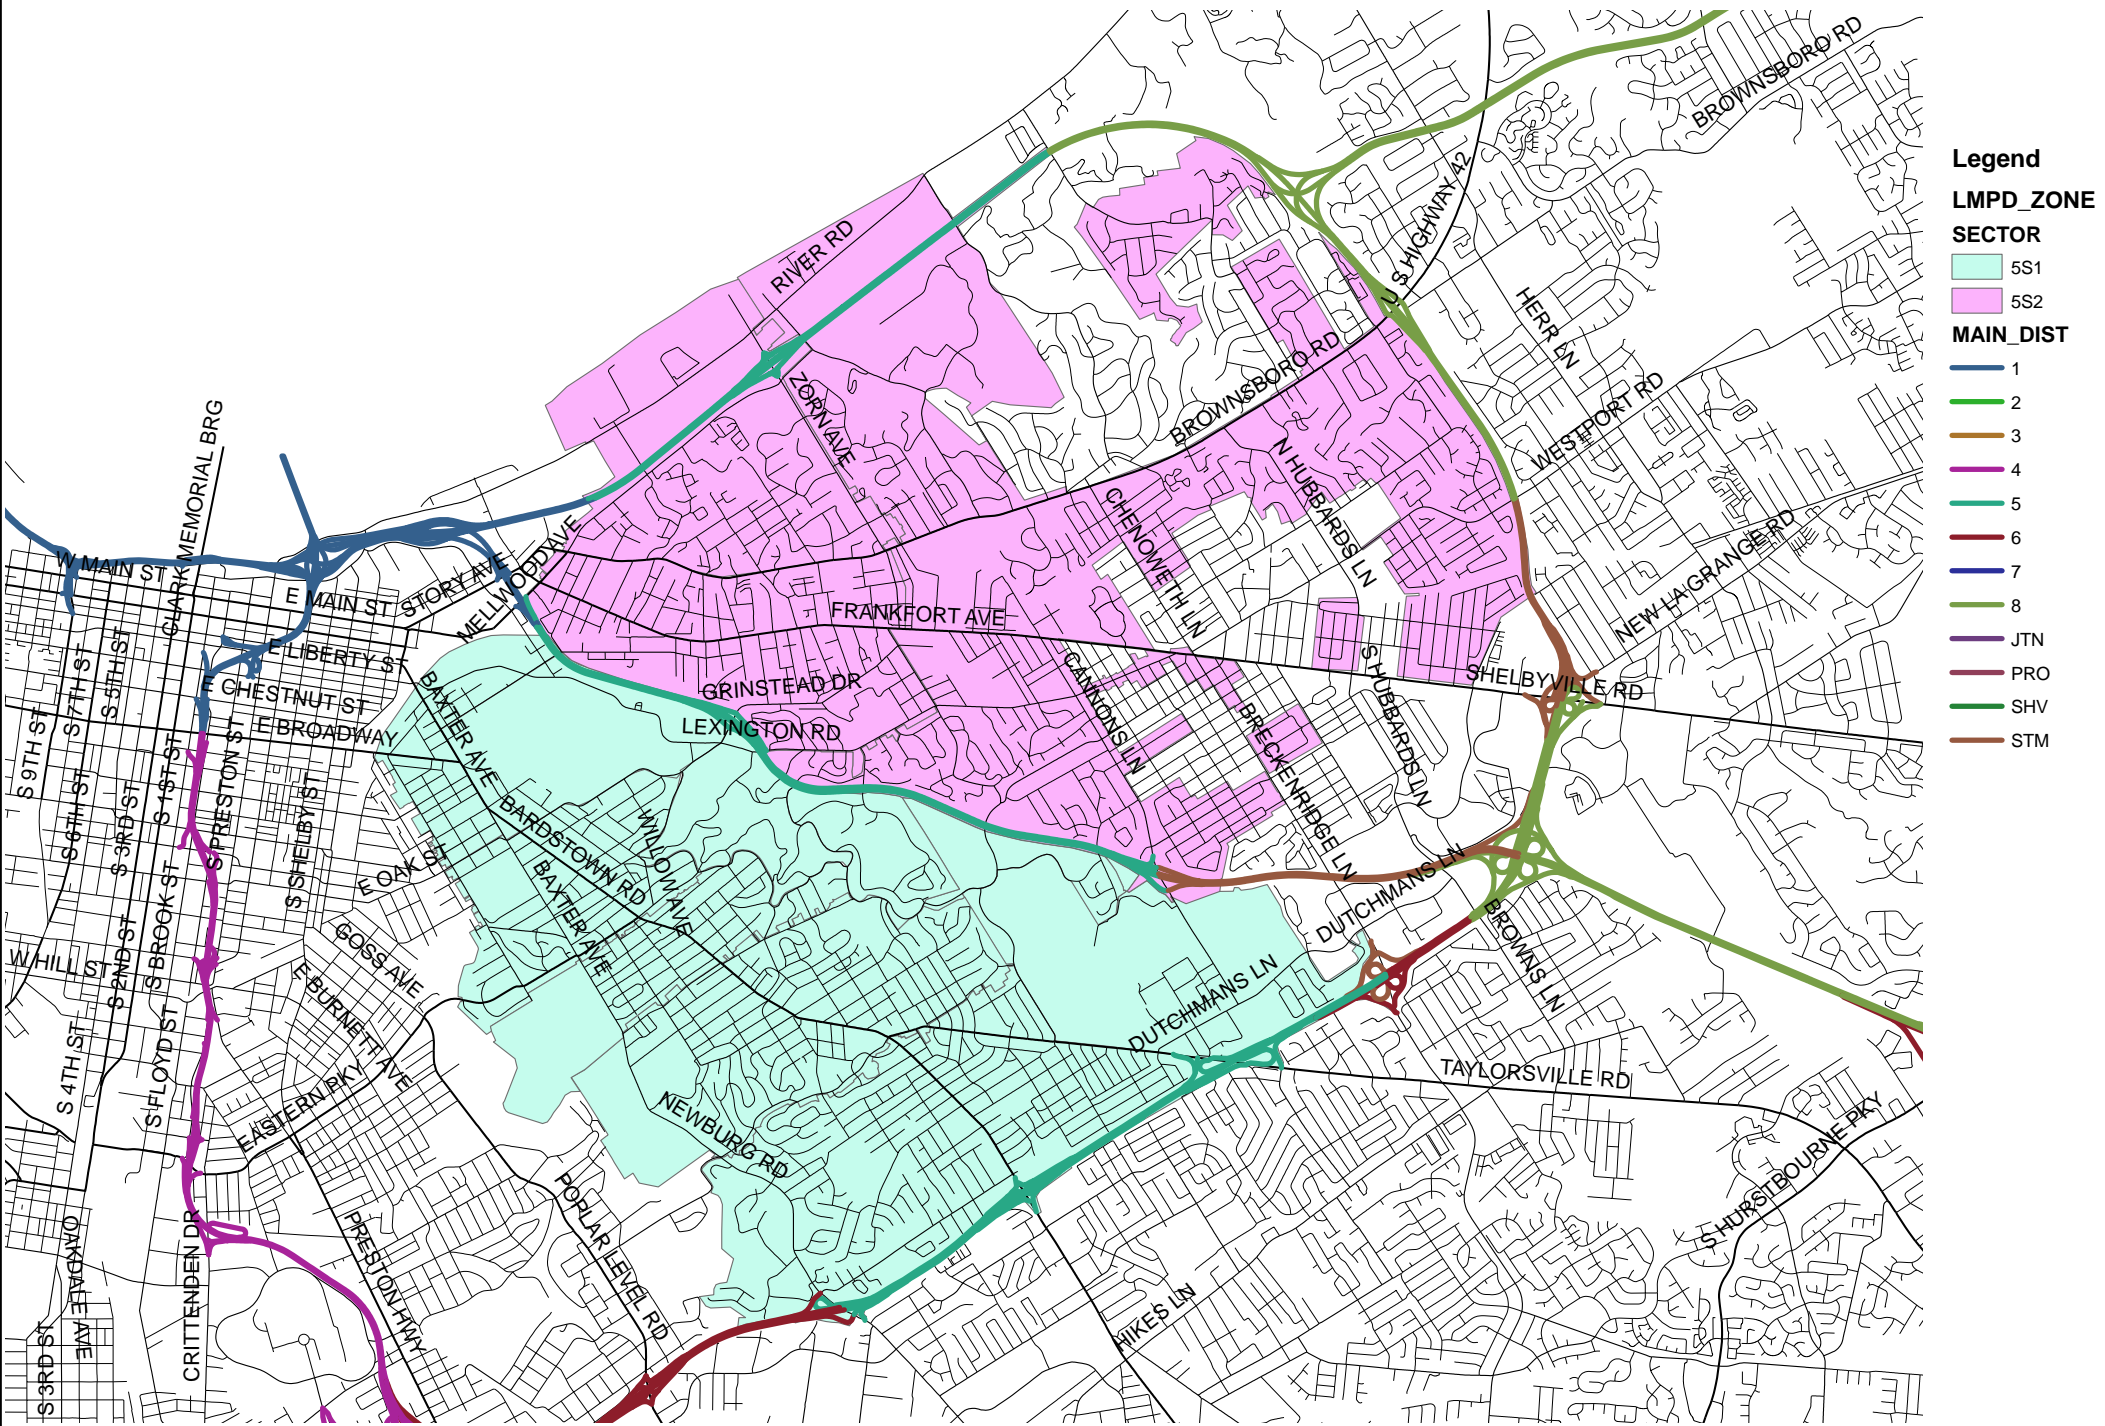 BROWNSBORO RD
Legend
LMPD_ZONE
SECTOR
5S1
5S2
MAIN_DIST
1
2
3
4
5
6
7
8
JTN
PRO
SHV
STM
U S HIGHWAY 42
RIVER RD
HERR LN
BROWNSBORO RD
WESTPORT RD
ZORN AVE
N HUBBARDS LN
CHENOWETH LN
CLARK MEMORIAL BRG
NEW LA GRANGE RD
MELLWOOD AVE
W MAIN ST
E MAIN ST
STORY AVE
FRANKFORT AVE
E LIBERTY ST
E CHESTNUT ST
E BROADWAY
S 5TH ST
S 7TH ST
S 9TH ST
S 6TH ST
S 3RD ST
S 1ST ST
S PRESTON ST
S SHELBY ST
BAXTER AVE
GRINSTEAD DR
LEXINGTON RD
CANNONS LN
BRECKENRIDGE LN
S HUBBARDS LN
SHELBYVILLE RD
BARDSTOWN RD
WILLOW AVE
BAXTER AVE
E OAK ST
GOSS AVE
E BURNETT AVE
W HILL ST
S 2ND ST
S BROOK ST
S FLOYD ST
S 4TH ST
EASTERN PKY
DUTCHMANS LN
DUTCHMANS LN
BROWNS LN
TAYLORSVILLE RD
S HURSTBOURNE PKY
NEWBURG RD
POPLAR LEVEL RD
PRESTON HWY
CRITTENDEN DR
OAKDALE AVE
S 3RD ST
HIKES LN